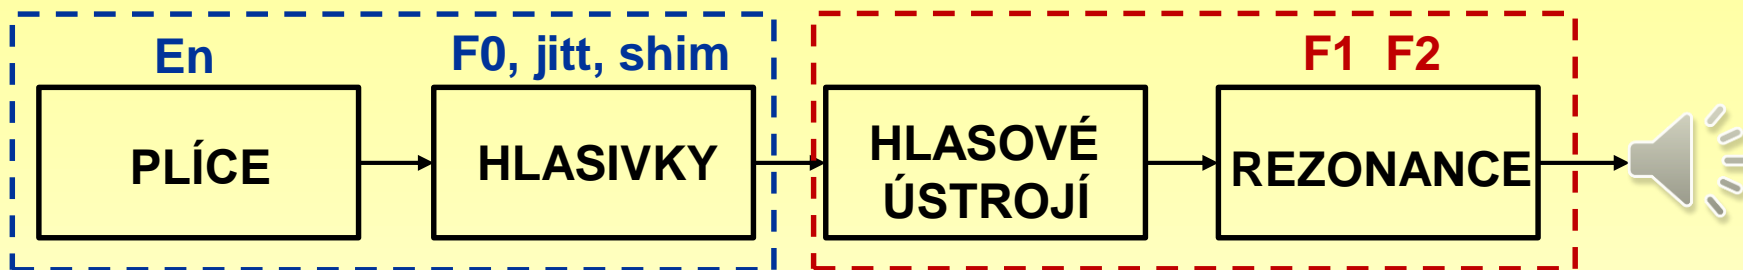 En
F0, jitt, shim
F1 F2
PLÍCE
HLASIVKY
HLASOVÉ
ÚSTROJÍ
REZONANCE